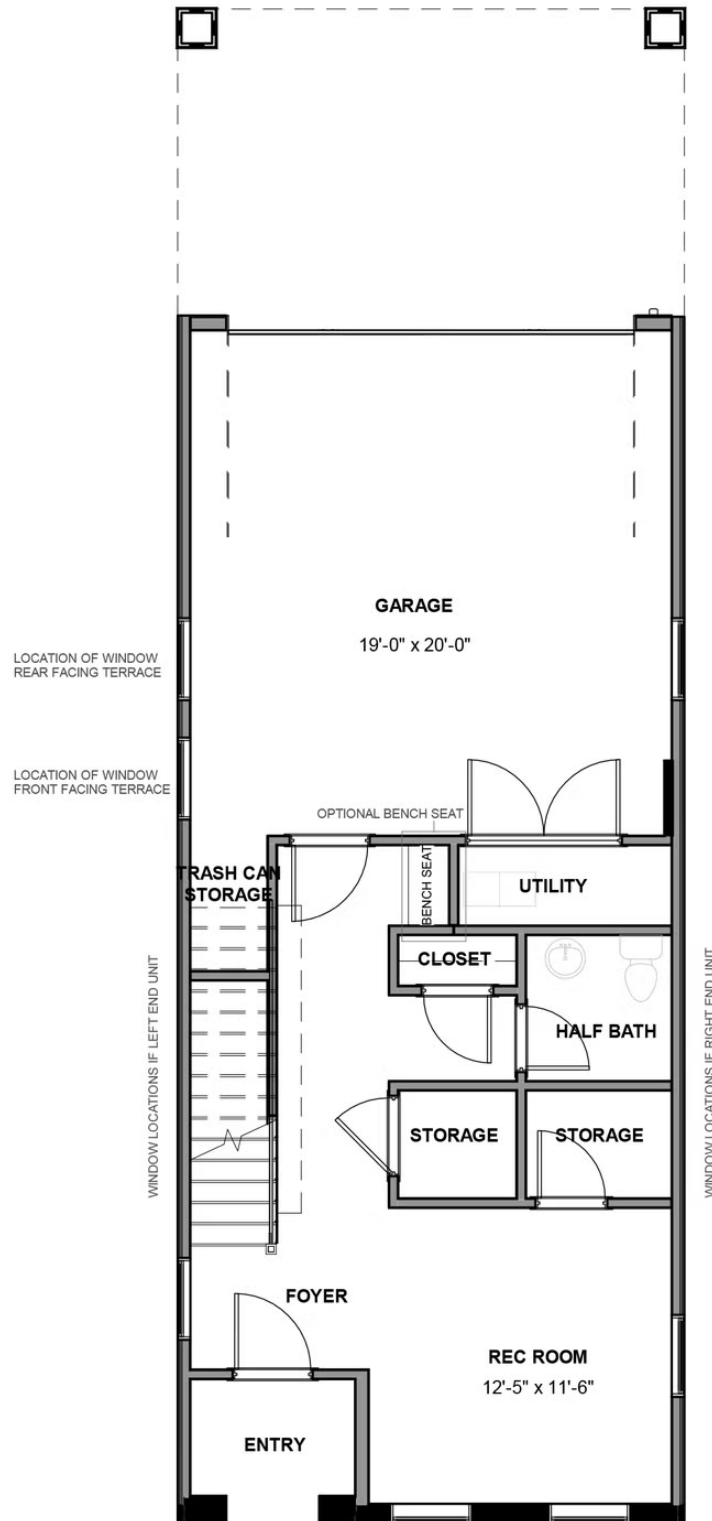 GARAGE
19'-0" x 20'-0"
LOCATION OF WINDOW
REAR FACING TERRACE
LOCATION OF WINDOW
FRONT FACING TERRACE
OPTIONAL BENCH SEAT
TRASH CAN
STORAGE
BENCH SEAT
UTILITY
CLOSET
HALF BATH
WINDOW LOCATIONS IF LEFT END UNIT
WINDOW LOCATIONS IF RIGHT END UNIT
STORAGE
STORAGE
FOYER
REC ROOM
12'-5" x 11'-6"
ENTRY